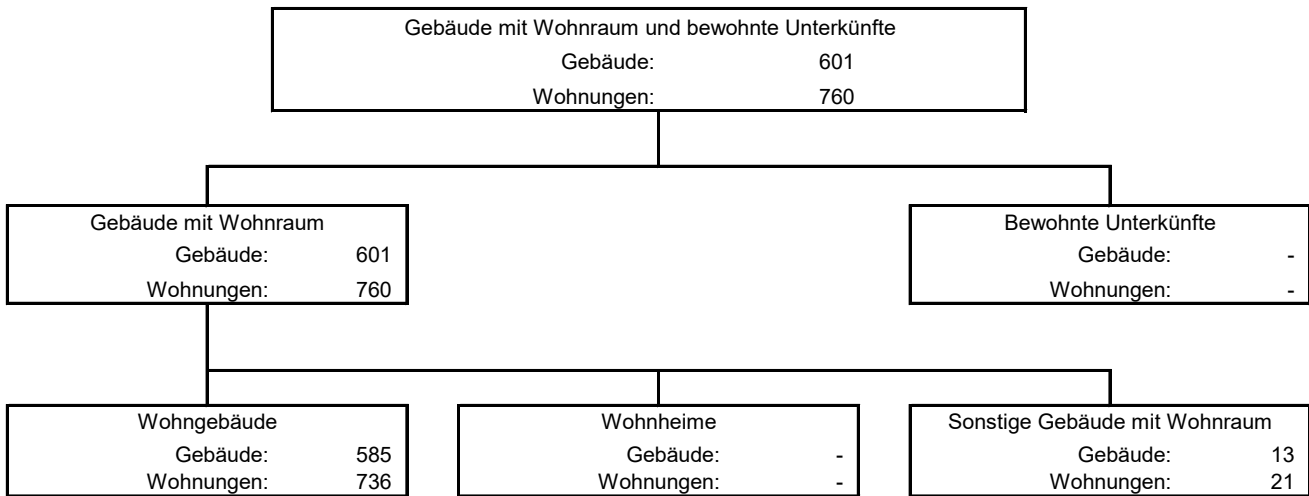 Gebäude mit Wohnraum und bewohnte Unterkünfte
Gebäude: 601
Wohnungen: 760
Gebäude mit Wohnraum
Gebäude: 601
Wohnungen: 760
Bewohnte Unterkünfte
Gebäude: -
Wohnungen: -
Wohngebäude
Gebäude: 585
Wohnungen: 736
Wohnheime
Gebäude: -
Wohnungen: -
Sonstige Gebäude mit Wohnraum
Gebäude: 13
Wohnungen: 21